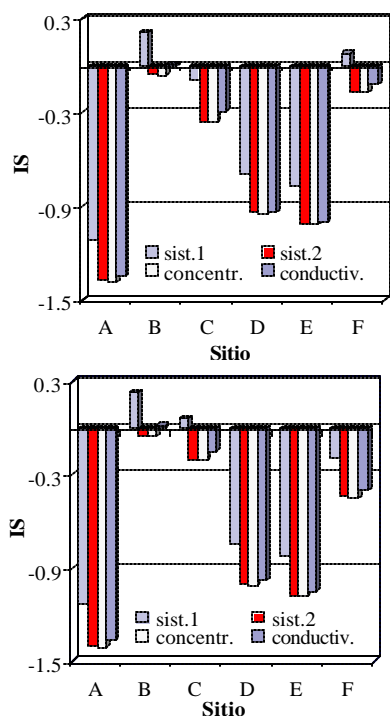 0.3
-0.3
-0.9
-1.5
IS
sist.1 sist.2
concentr. conductiv.
A B C D E F
Sitio
0.3
-0.3
-0.9
-1.5
IS
sist.1 sist.2
concentr. conductiv.
A B C D E F
Sitio